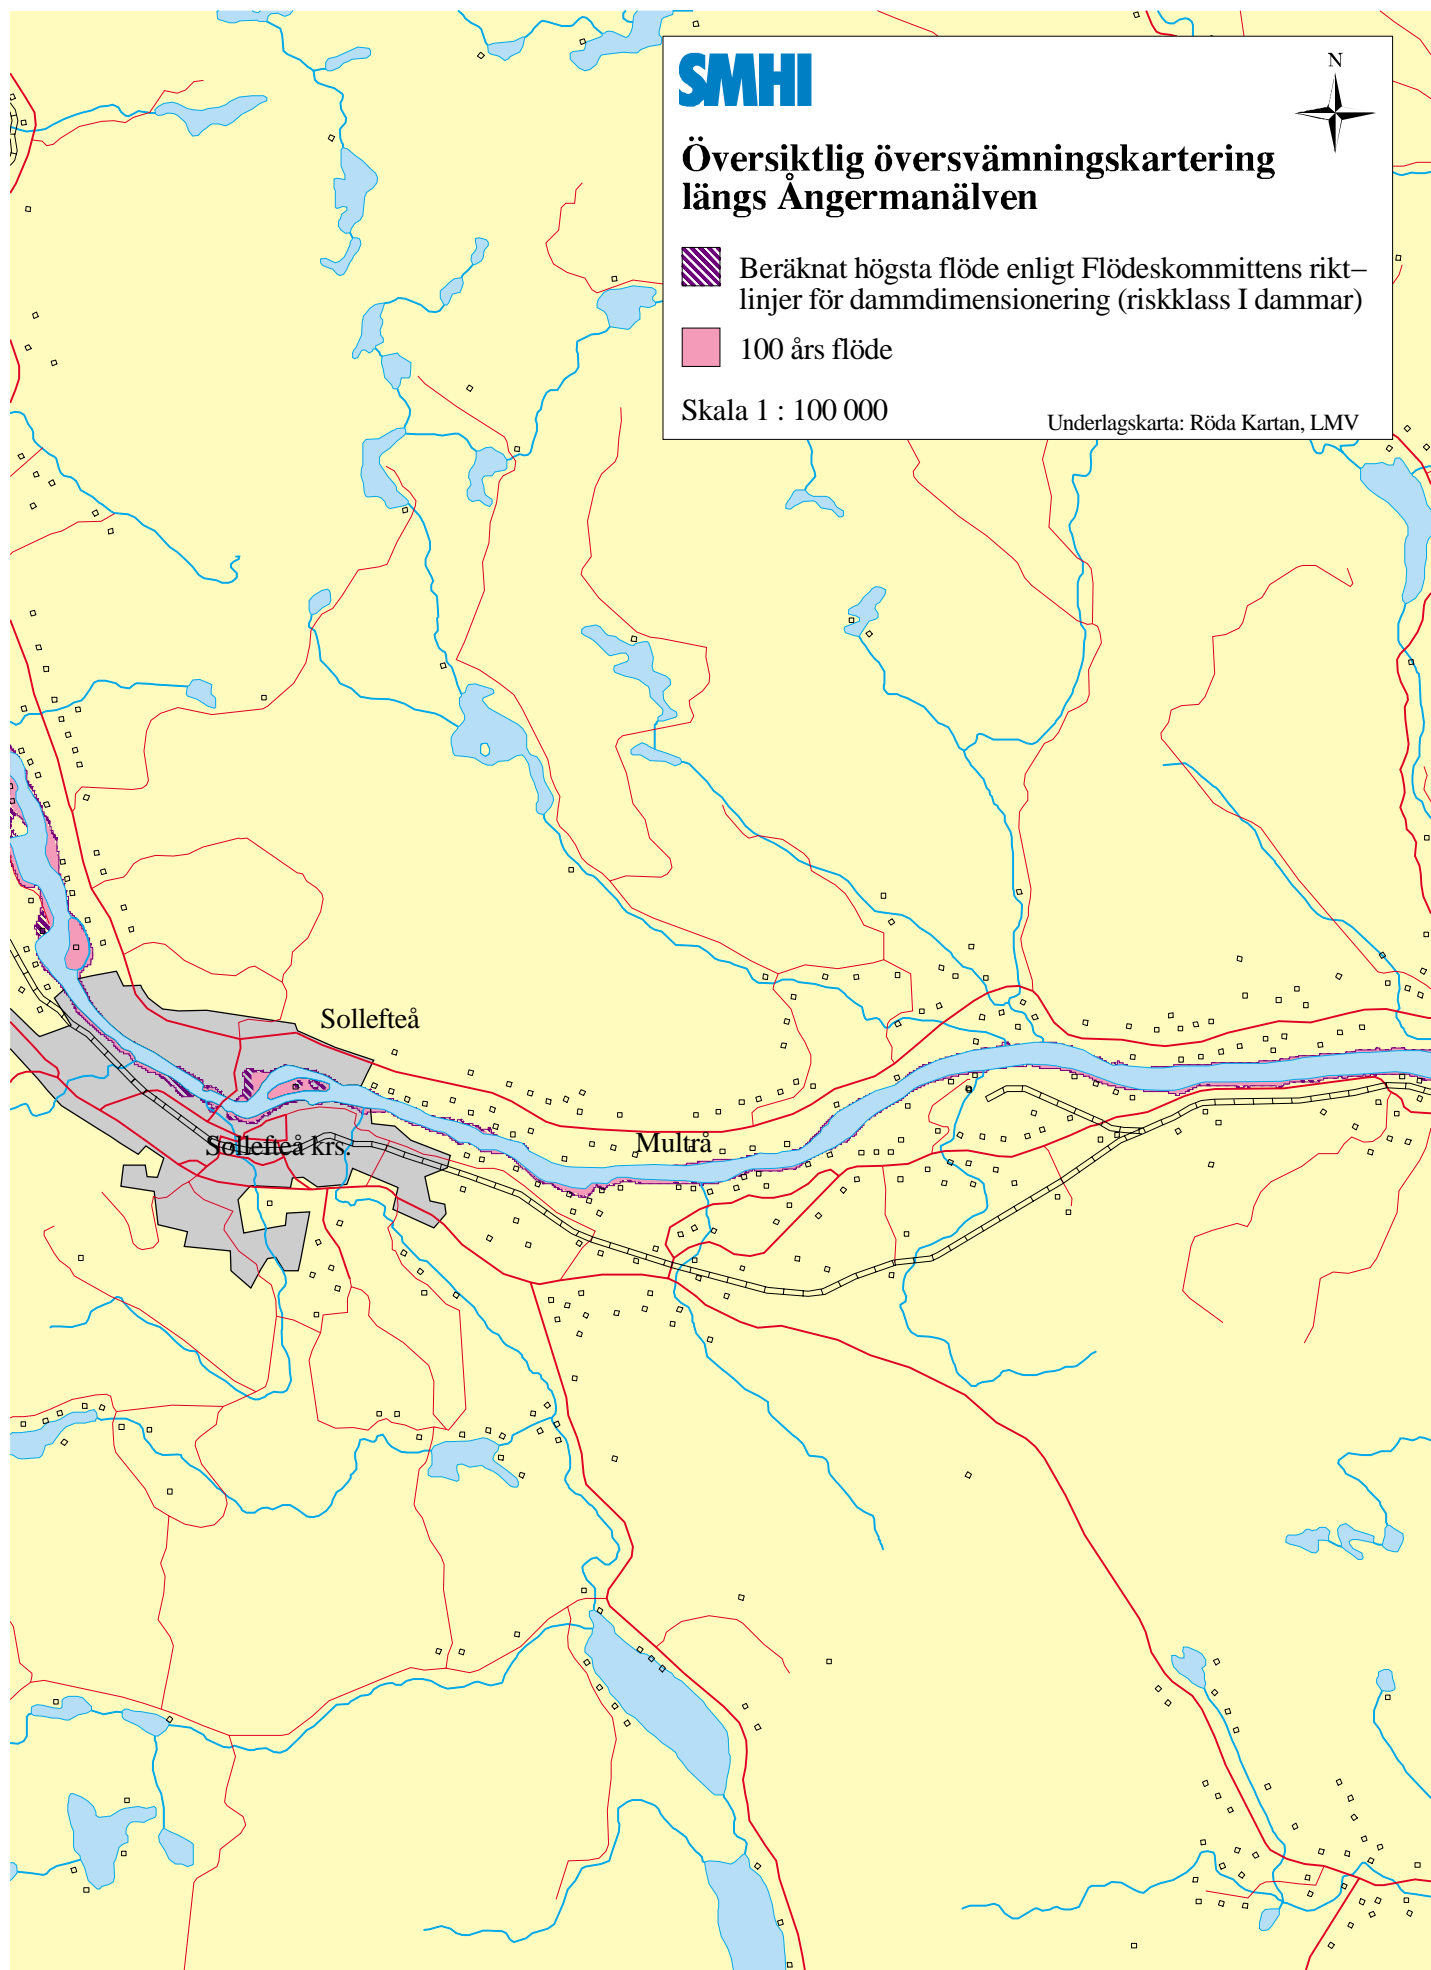 SMHI
N
Översiktlig översvämningskartering
längs Ångermanälven
Beräknat högsta flöde enligt Flödeskommittens rikt–
linjer för dammdimensionering (riskklass I dammar)
100 års flöde
Skala 1 : 100 000
Underlagskarta: Röda Kartan, LMV
Sollefteå
Multrå
Sollefteå krs.